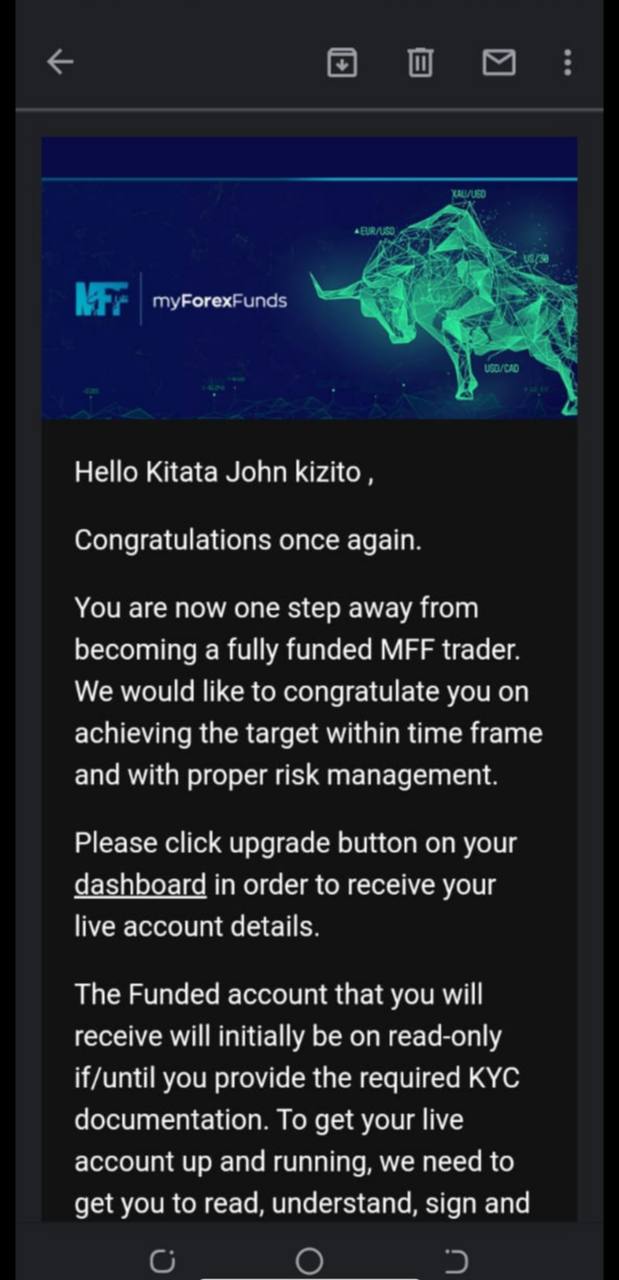 XAU/USD
▲EUR/USD
US/30
MFF myForexFunds
USD/CAD
Hello Kitata John kizito ,
Congratulations once again.
You are now one step away from
becoming a fully funded MFF trader.
We would like to congratulate you on
achieving the target within time frame
and with proper risk management.
Please click upgrade button on your
dashboard in order to receive your
live account details.
The Funded account that you will
receive will initially be on read-only
if/until you provide the required KYC
documentation. To get your live
account up and running, we need to
get you to read, understand, sign and